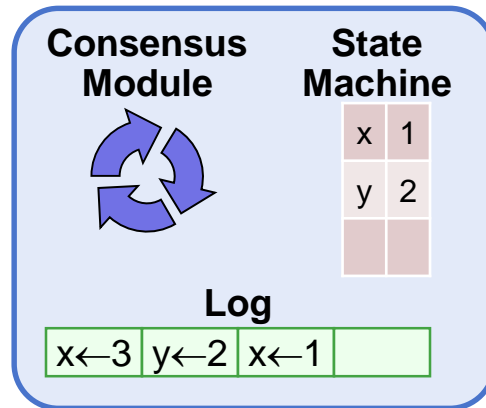 Consensus Module
State Machine
x 1
y 2
Log
x←3 y←2 x←1